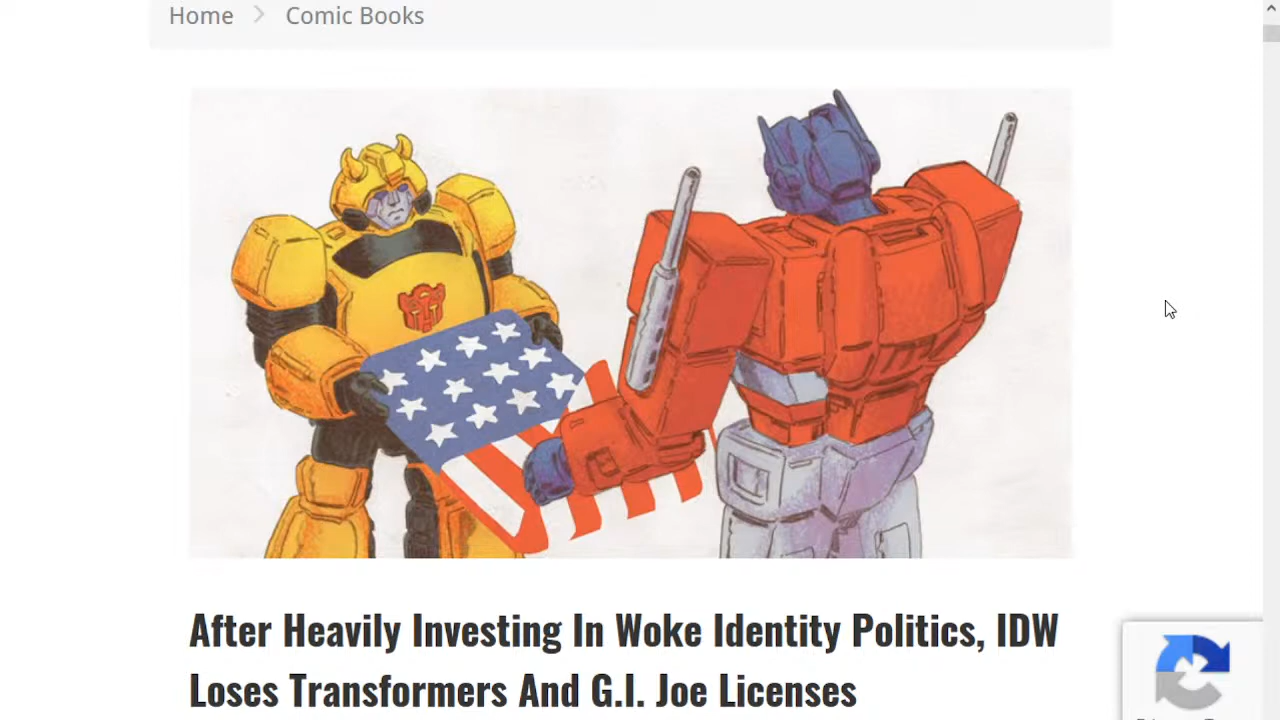 Home > Comic Books
After Heavily Investing In Woke Identity Politics, IDW
Loses Transformers And G.I. Joe Licenses